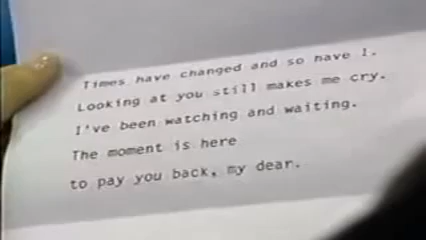 Times have changed and so have I.
Looking at you still makes me cry.
I've been watching and waiting.
The moment is here
to pay you back, my dear.